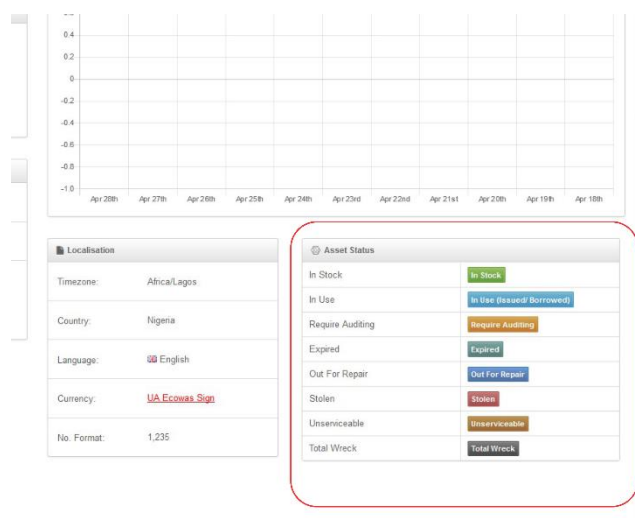 0.4
0.2
0
-0.2
-0.4
-0.6
-0.8
-1.0
Apr 28th Apr 27th Apr 26th Apr 25th Apr 24th Apr 23rd Apr 22nd Apr 21st Apr 20th Apr 19th Apr 18th
Localisation
Timezone: Africa/Lagos
Country: Nigeria
Language: English
Currency: UA Ecowas Sign
No. Format: 1,235
Asset Status
In Stock In Stock
In Use In Use (Issued/ Borrowed)
Require Auditing Require Auditing
Expired Expired
Out For Repair Out For Repair
Stolen Stolen
Unserviceable Unserviceable
Total Wreck Total Wreck